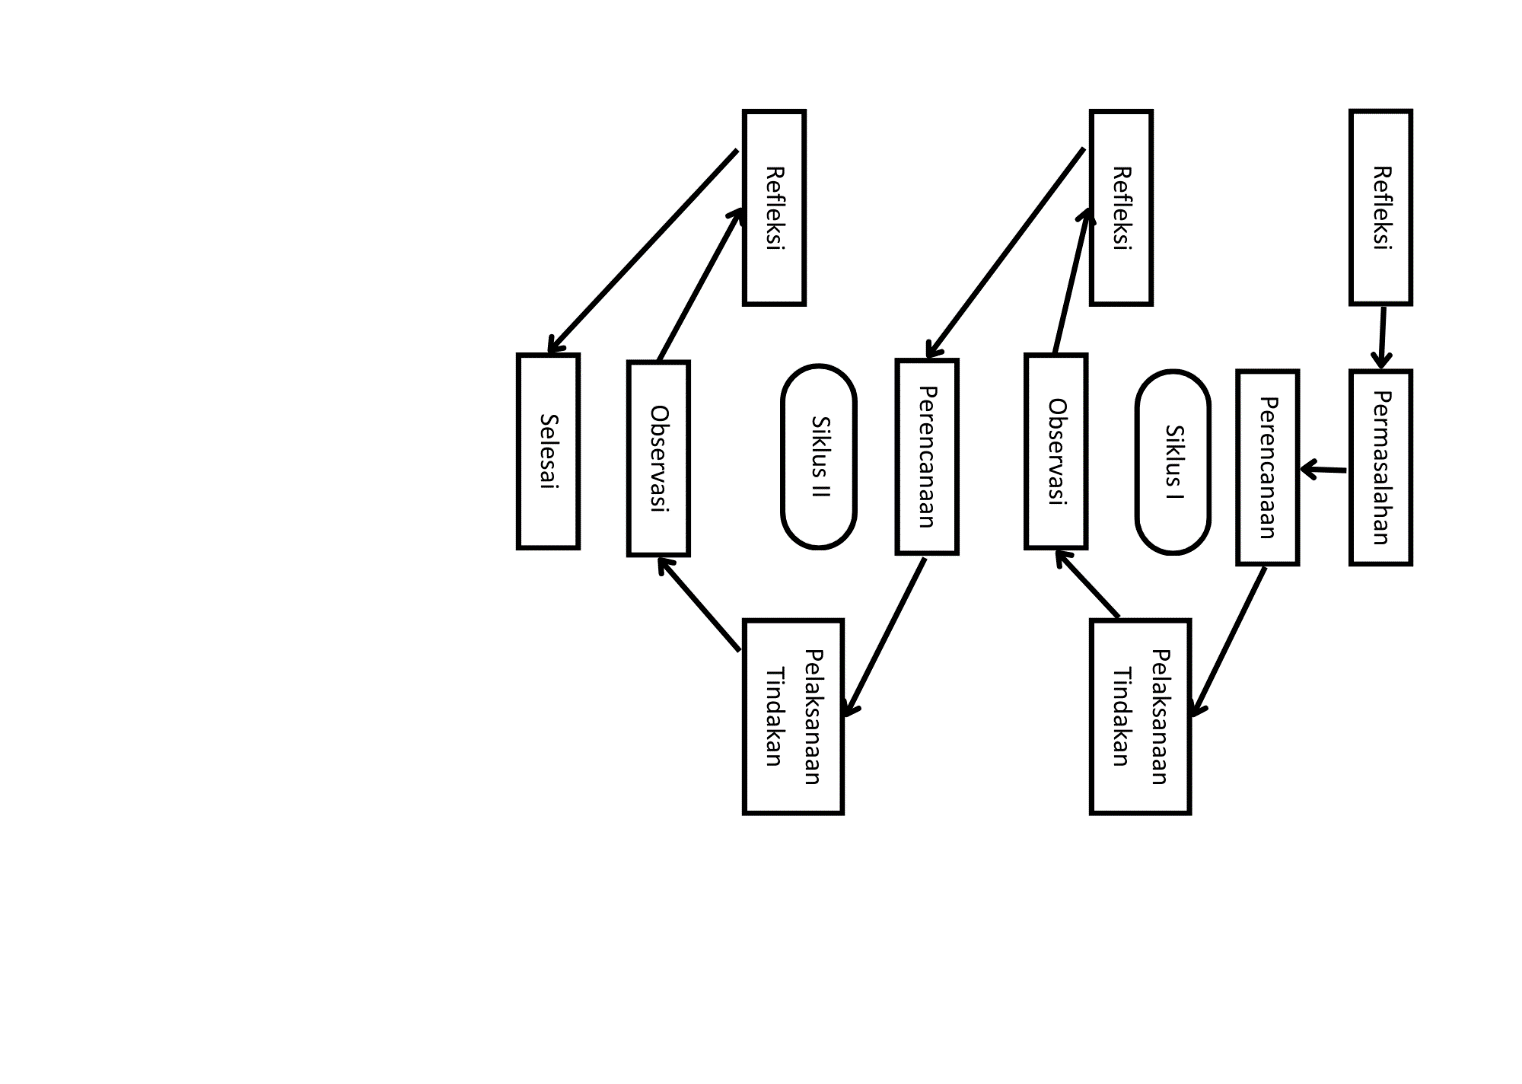 Refleksi
Permasalahan
Perencanaan
Siklus I
Refleksi
Pelaksanaan
Tindakan
Observasi
Perencanaan
Siklus II
Refleksi
Pelaksanaan
Tindakan
Observasi
Selesai